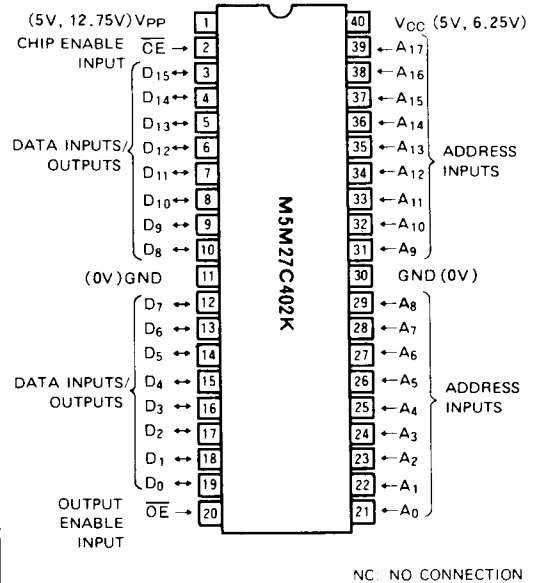 (5V, 12.75V) VPP 1
CHIP ENABLE INPUT CE → 2
D15 ↔ 3
D14 ↔ 4
D13 ↔ 5
D12 ↔ 6
D11 ↔ 7
D10 ↔ 8
D9 ↔ 9
D8 ↔ 10
DATA INPUTS/
OUTPUTS
(0V) GND 11
D7 ↔ 12
D6 ↔ 13
D5 ↔ 14
D4 ↔ 15
D3 ↔ 16
D2 ↔ 17
D1 ↔ 18
D0 ↔ 19
DATA INPUTS/
OUTPUTS
OUTPUT
ENABLE
INPUT
OE → 20
M5M27C402K
40 VCC (5V, 6.25V)
39 ← A17
38 ← A16
37 ← A15
36 ← A14
35 ← A13
34 ← A12
33 ← A11
32 ← A10
31 ← A9
ADDRESS
INPUTS
30 GND (0V)
29 ← A8
28 ← A7
27 ← A6
26 ← A5
25 ← A4
24 ← A3
23 ← A2
22 ← A1
21 ← A0
ADDRESS
INPUTS
NC: NO CONNECTION